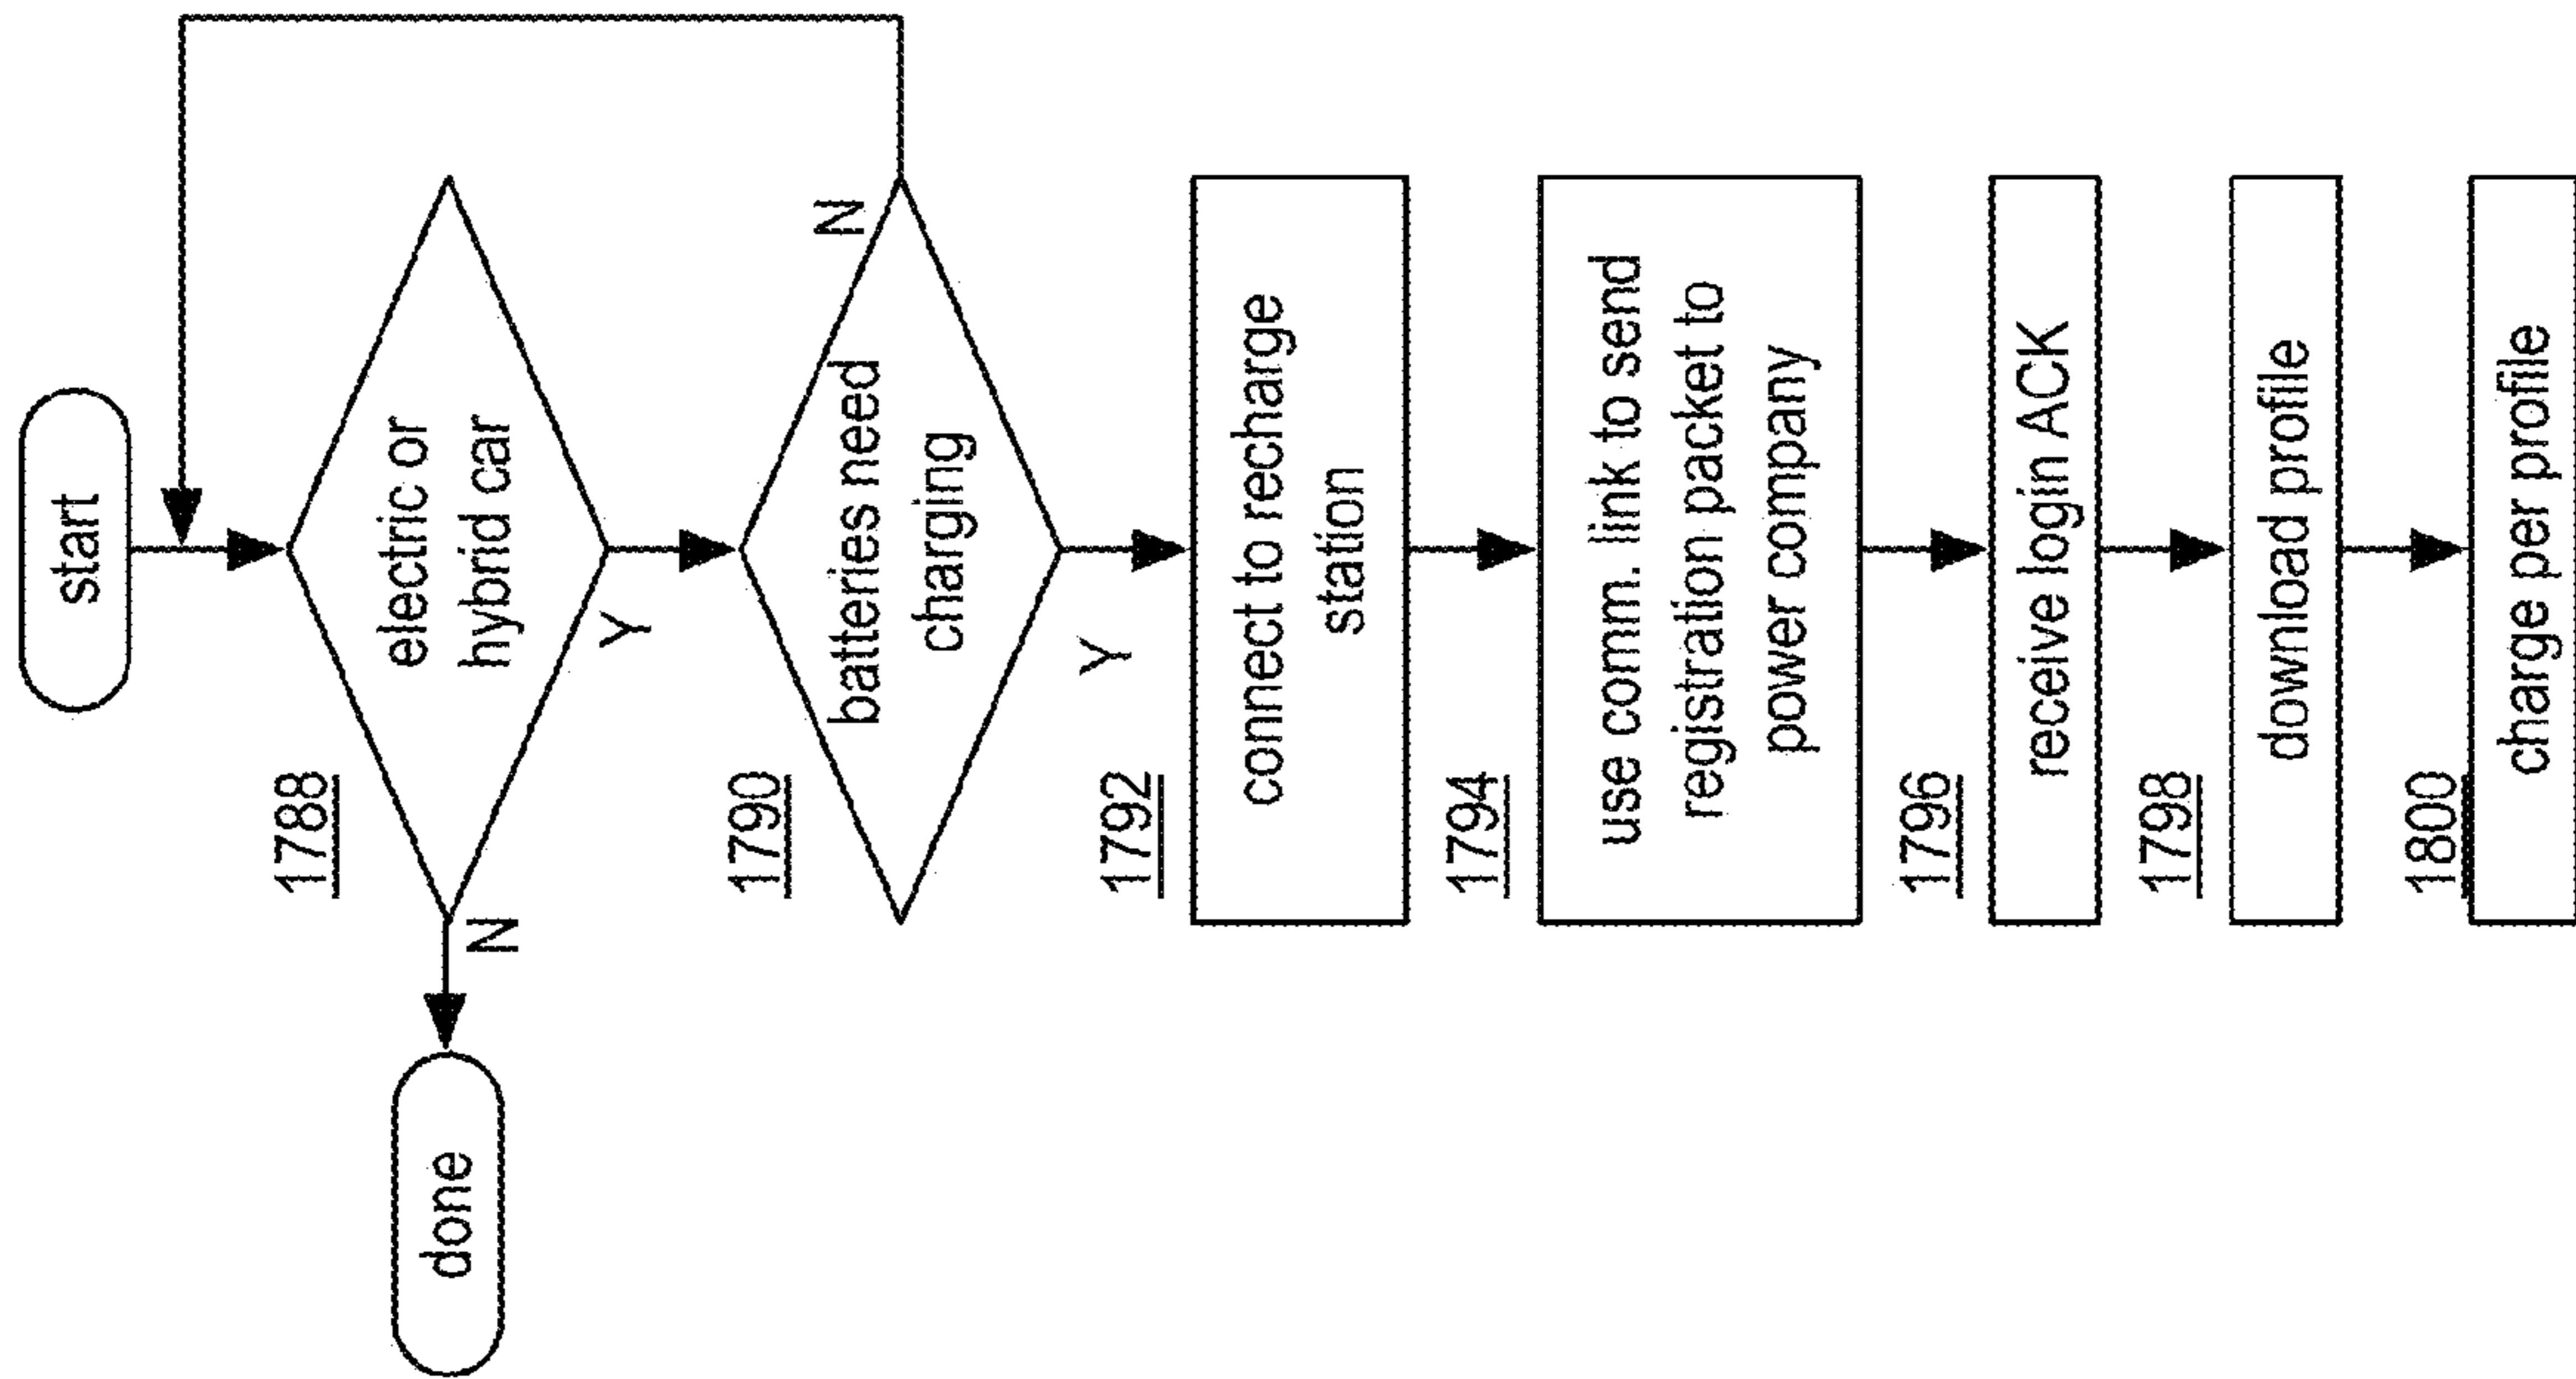 start
1788
electric or
hybrid car
N
done
Y
1790
batteries need
charging
N
Y
1792
connect to recharge
station
1794
use comm. link to send
registration packet to
power company
1796
receive login ACK
1798
download profile
1800
charge per profile